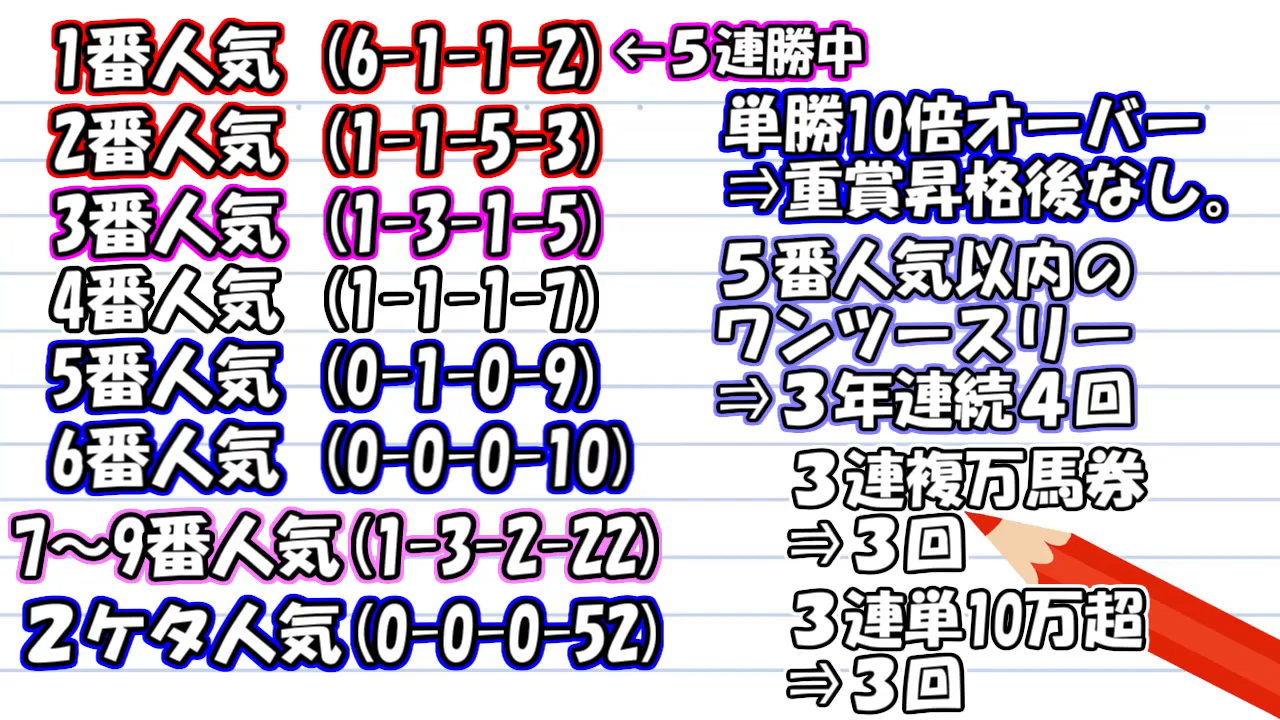 1番人気 (6-1-1-2) ←5連勝中
2番人気 (1-1-5-3)
3番人気 (1-3-1-5)
4番人気 (1-1-1-7)
5番人気 (0-1-0-9)
6番人気 (0-0-0-10)
7〜9番人気(1-3-2-22)
2ケタ人気(0-0-0-52)
単勝10倍オーバー
⇒重賞昇格後なし。
5番人気以内の
ワンツースリー
⇒3年連続4回
3連複万馬券
⇒3回
3連単10万超
⇒3回